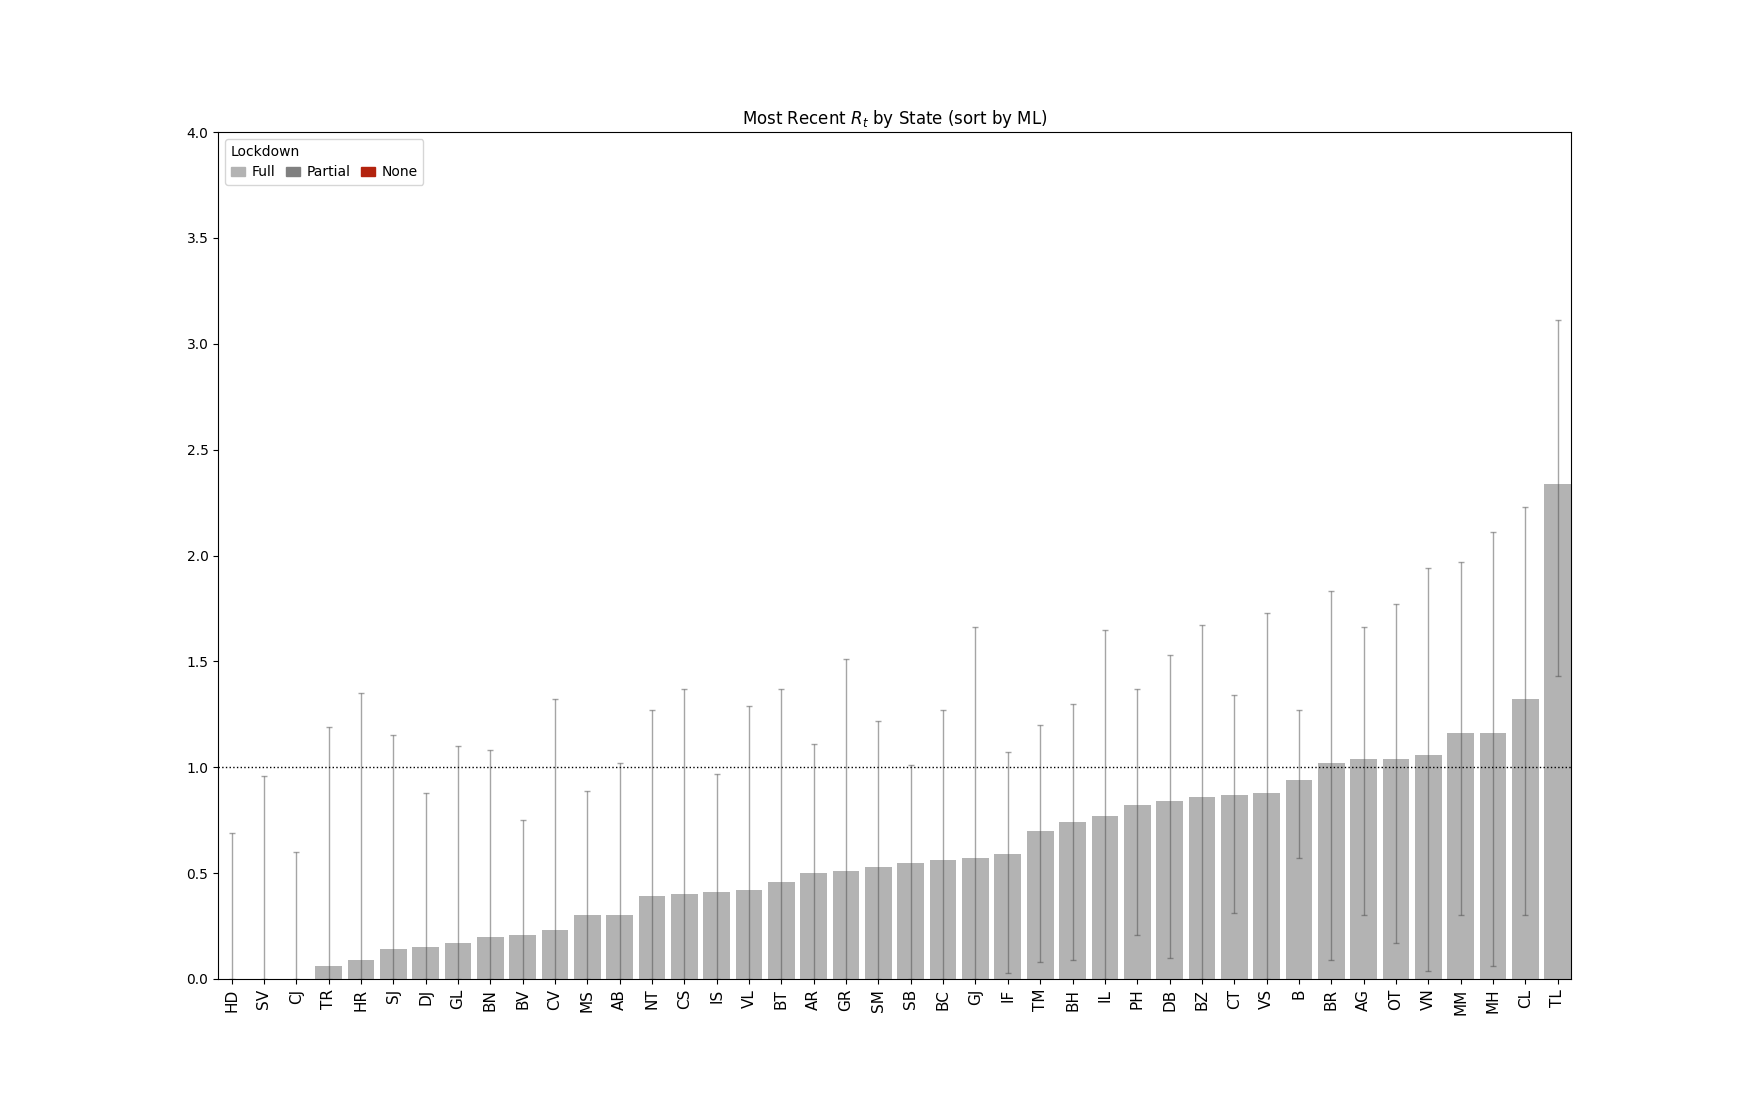 Most Recent R_t by State (sort by ML)
4.0
Lockdown
Full Partial None
3.5
3.0
2.5
2.0
1.5
1.0
0.5
0.0
HD SV CJ TR HR SJ DJ GL BN BV CV MS AB NT CS IS VL BT AR GR SM SB BC GJ IF TM BH IL PH DB BZ CT VS B BR AG OT VN MM MH CL TL